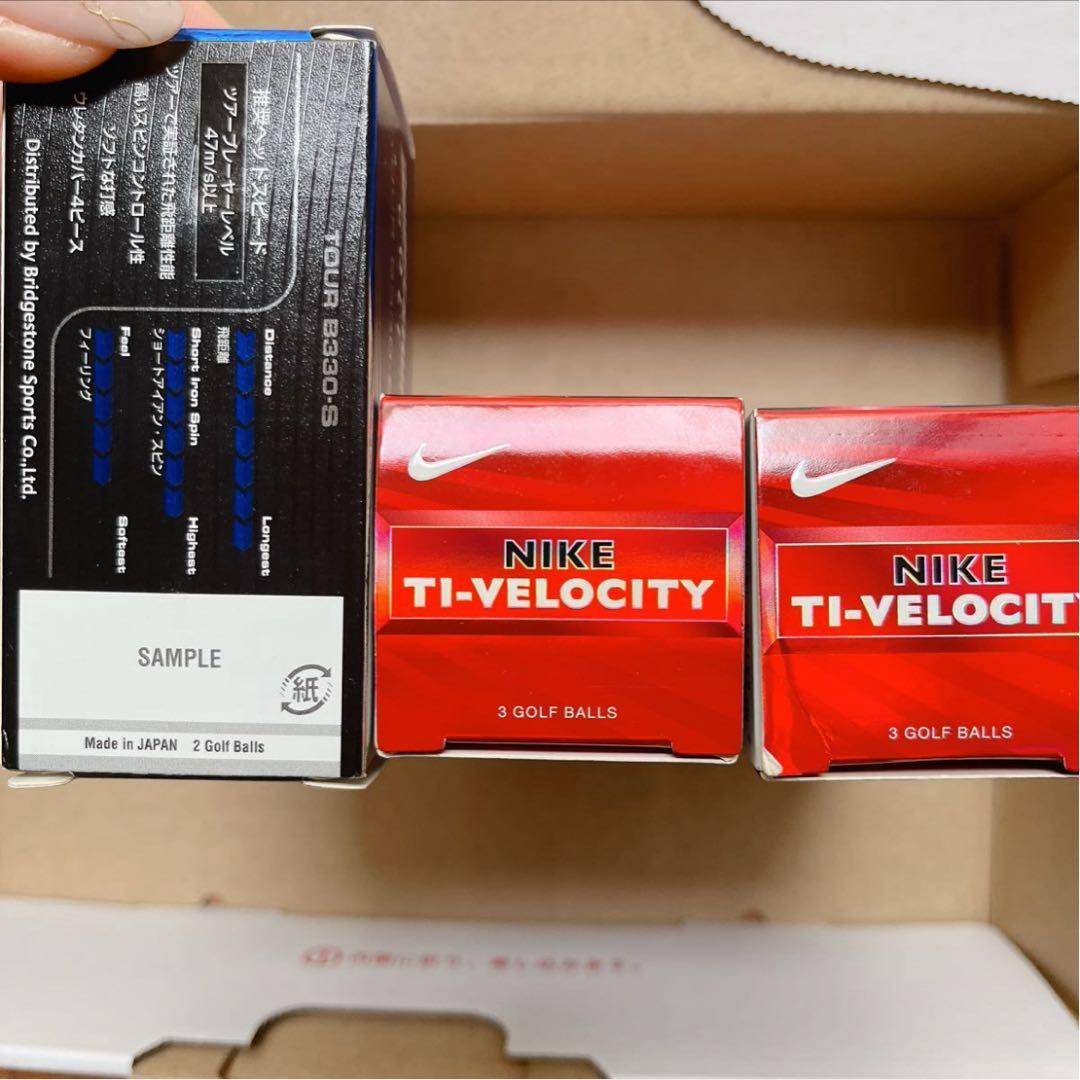 TOUR B330-S
推奨ヘッドスピード
ツアープレーヤーレベル
47m/s以上
ツアーで実証された飛距離性能
高いスピンコントロール性
ソフトな打感
ウレタンカバー4ピース
Distance
Longest
飛距離
Short Iron Spin
Highest
ショートアイアン・スピン
Feel
Softest
フィーリング
Distributed by Bridgestone Sports Co.,Ltd.
SAMPLE
紙
Made in JAPAN 2 Golf Balls
NIKE
TI-VELOCITY
3 GOLF BALLS
NIKE
TI-VELOCIT
3 GOLF BALLS